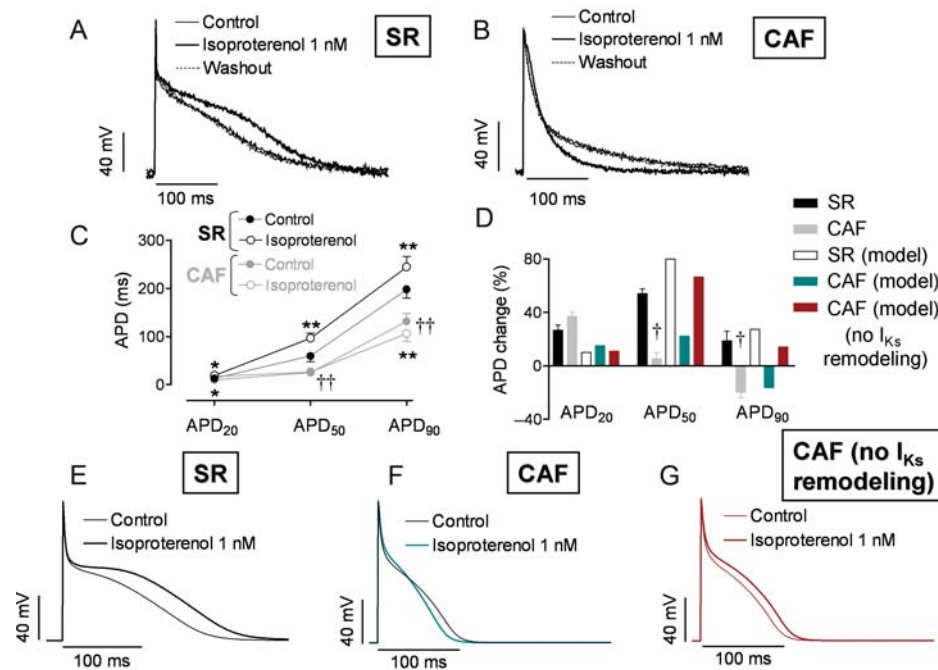 A
Control
Isoproterenol 1 nM
Washout
SR
40 mV
100 ms
B
Control
Isoproterenol 1 nM
Washout
CAF
40 mV
100 ms
C
SR
Control
Isoproterenol
CAF
Control
Isoproterenol
APD (ms)
300
200
100
0
*
*
**
††
**
††
**
APD20
APD50
APD90
D
SR
CAF
SR (model)
CAF (model)
CAF (model)
(no IKs
remodeling)
APD change (%)
80
40
0
–40
†
†
APD20
APD50
APD90
E
SR
Control
Isoproterenol 1 nM
40 mV
100 ms
F
CAF
Control
Isoproterenol 1 nM
40 mV
100 ms
G
CAF (no IKs
remodeling)
Control
Isoproterenol 1 nM
40 mV
100 ms